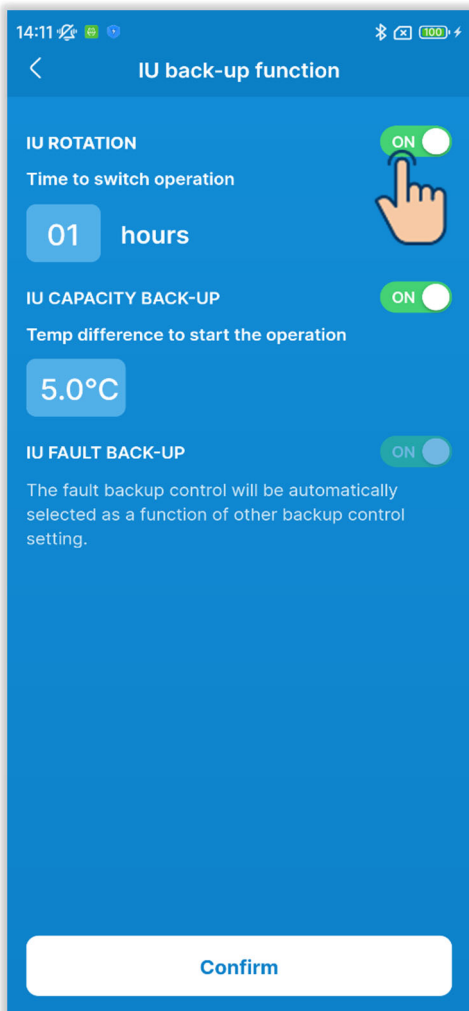 14:11
100
IU back-up function
IU ROTATION
ON
Time to switch operation
01 hours
IU CAPACITY BACK-UP
ON
Temp difference to start the operation
5.0°C
IU FAULT BACK-UP
ON
The fault backup control will be automatically
selected as a function of other backup control
setting.
Confirm